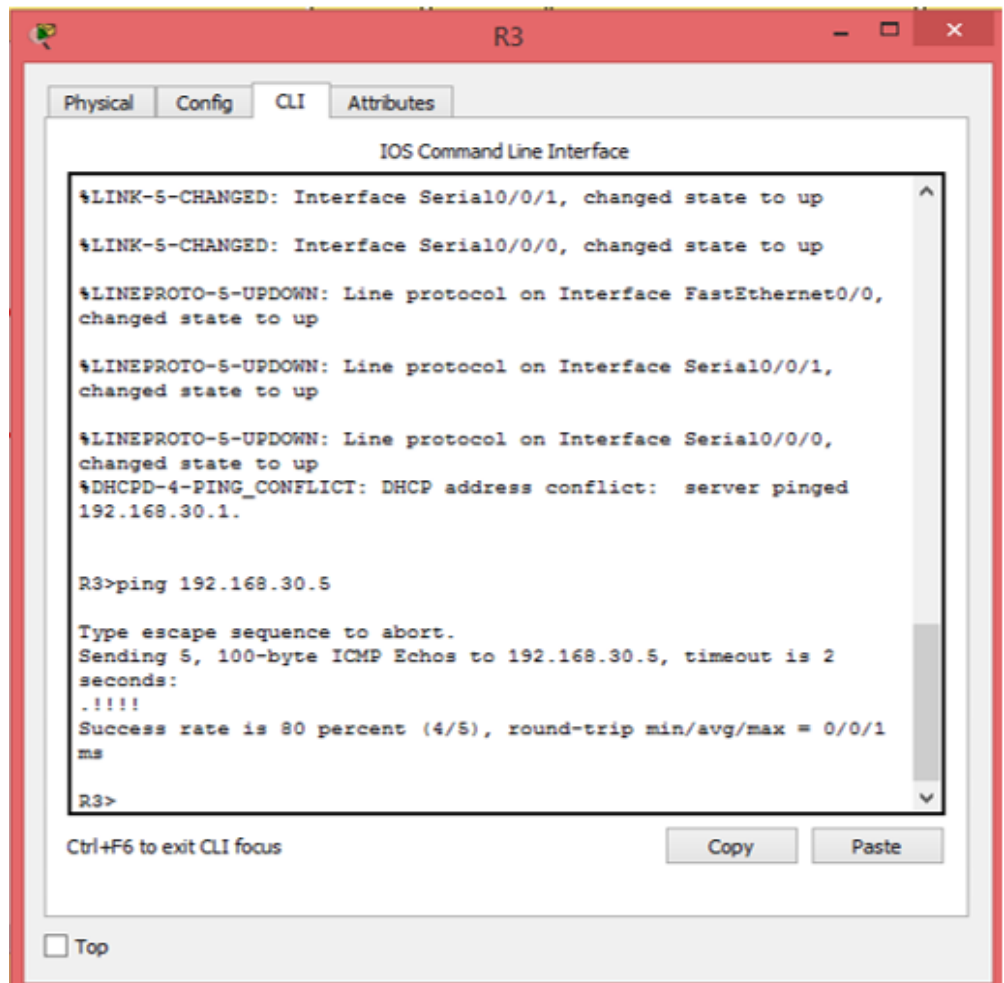 R3
Physical
Config
CLI
Attributes
IOS Command Line Interface
%LINK-5-CHANGED: Interface Serial0/0/1, changed state to up
%LINK-5-CHANGED: Interface Serial0/0/0, changed state to up
%LINEPROTO-5-UPDOWN: Line protocol on Interface FastEthernet0/0,
changed state to up
%LINEPROTO-5-UPDOWN: Line protocol on Interface Serial0/0/1,
changed state to up
%LINEPROTO-5-UPDOWN: Line protocol on Interface Serial0/0/0,
changed state to up
%DHCPD-4-PING_CONFLICT: DHCP address conflict:  server pinged
192.168.30.1.
R3>ping 192.168.30.5
Type escape sequence to abort.
Sending 5, 100-byte ICMP Echos to 192.168.30.5, timeout is 2
seconds:
.!!!!
Success rate is 80 percent (4/5), round-trip min/avg/max = 0/0/1
ms
R3>
Ctrl+F6 to exit CLI focus
Copy
Paste
Top